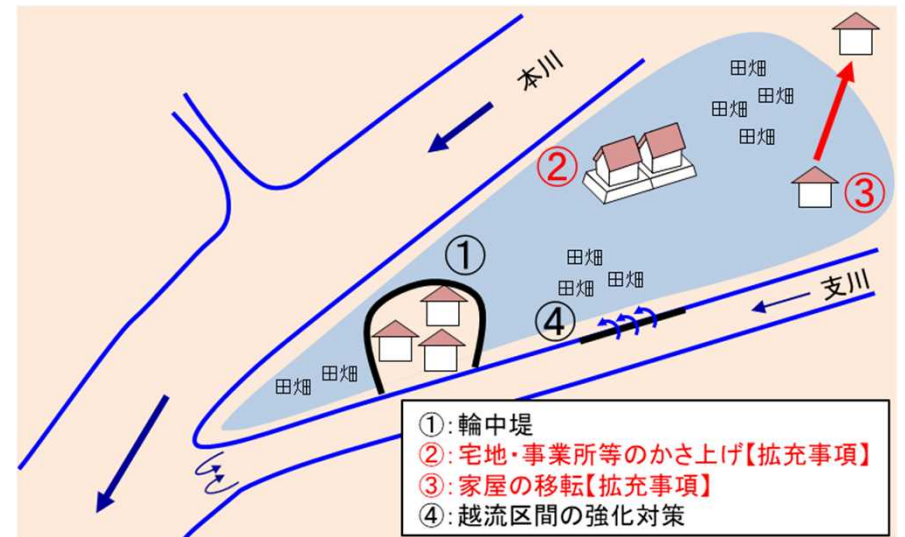 本川
田畑
田畑
田畑
田畑
②
③
①
田畑
田畑
田畑
支川
④
田畑
田畑
①：輪中堤
②：宅地・事業所等のかさ上げ【拡充事項】
③：家屋の移転【拡充事項】
④：越流区間の強化対策